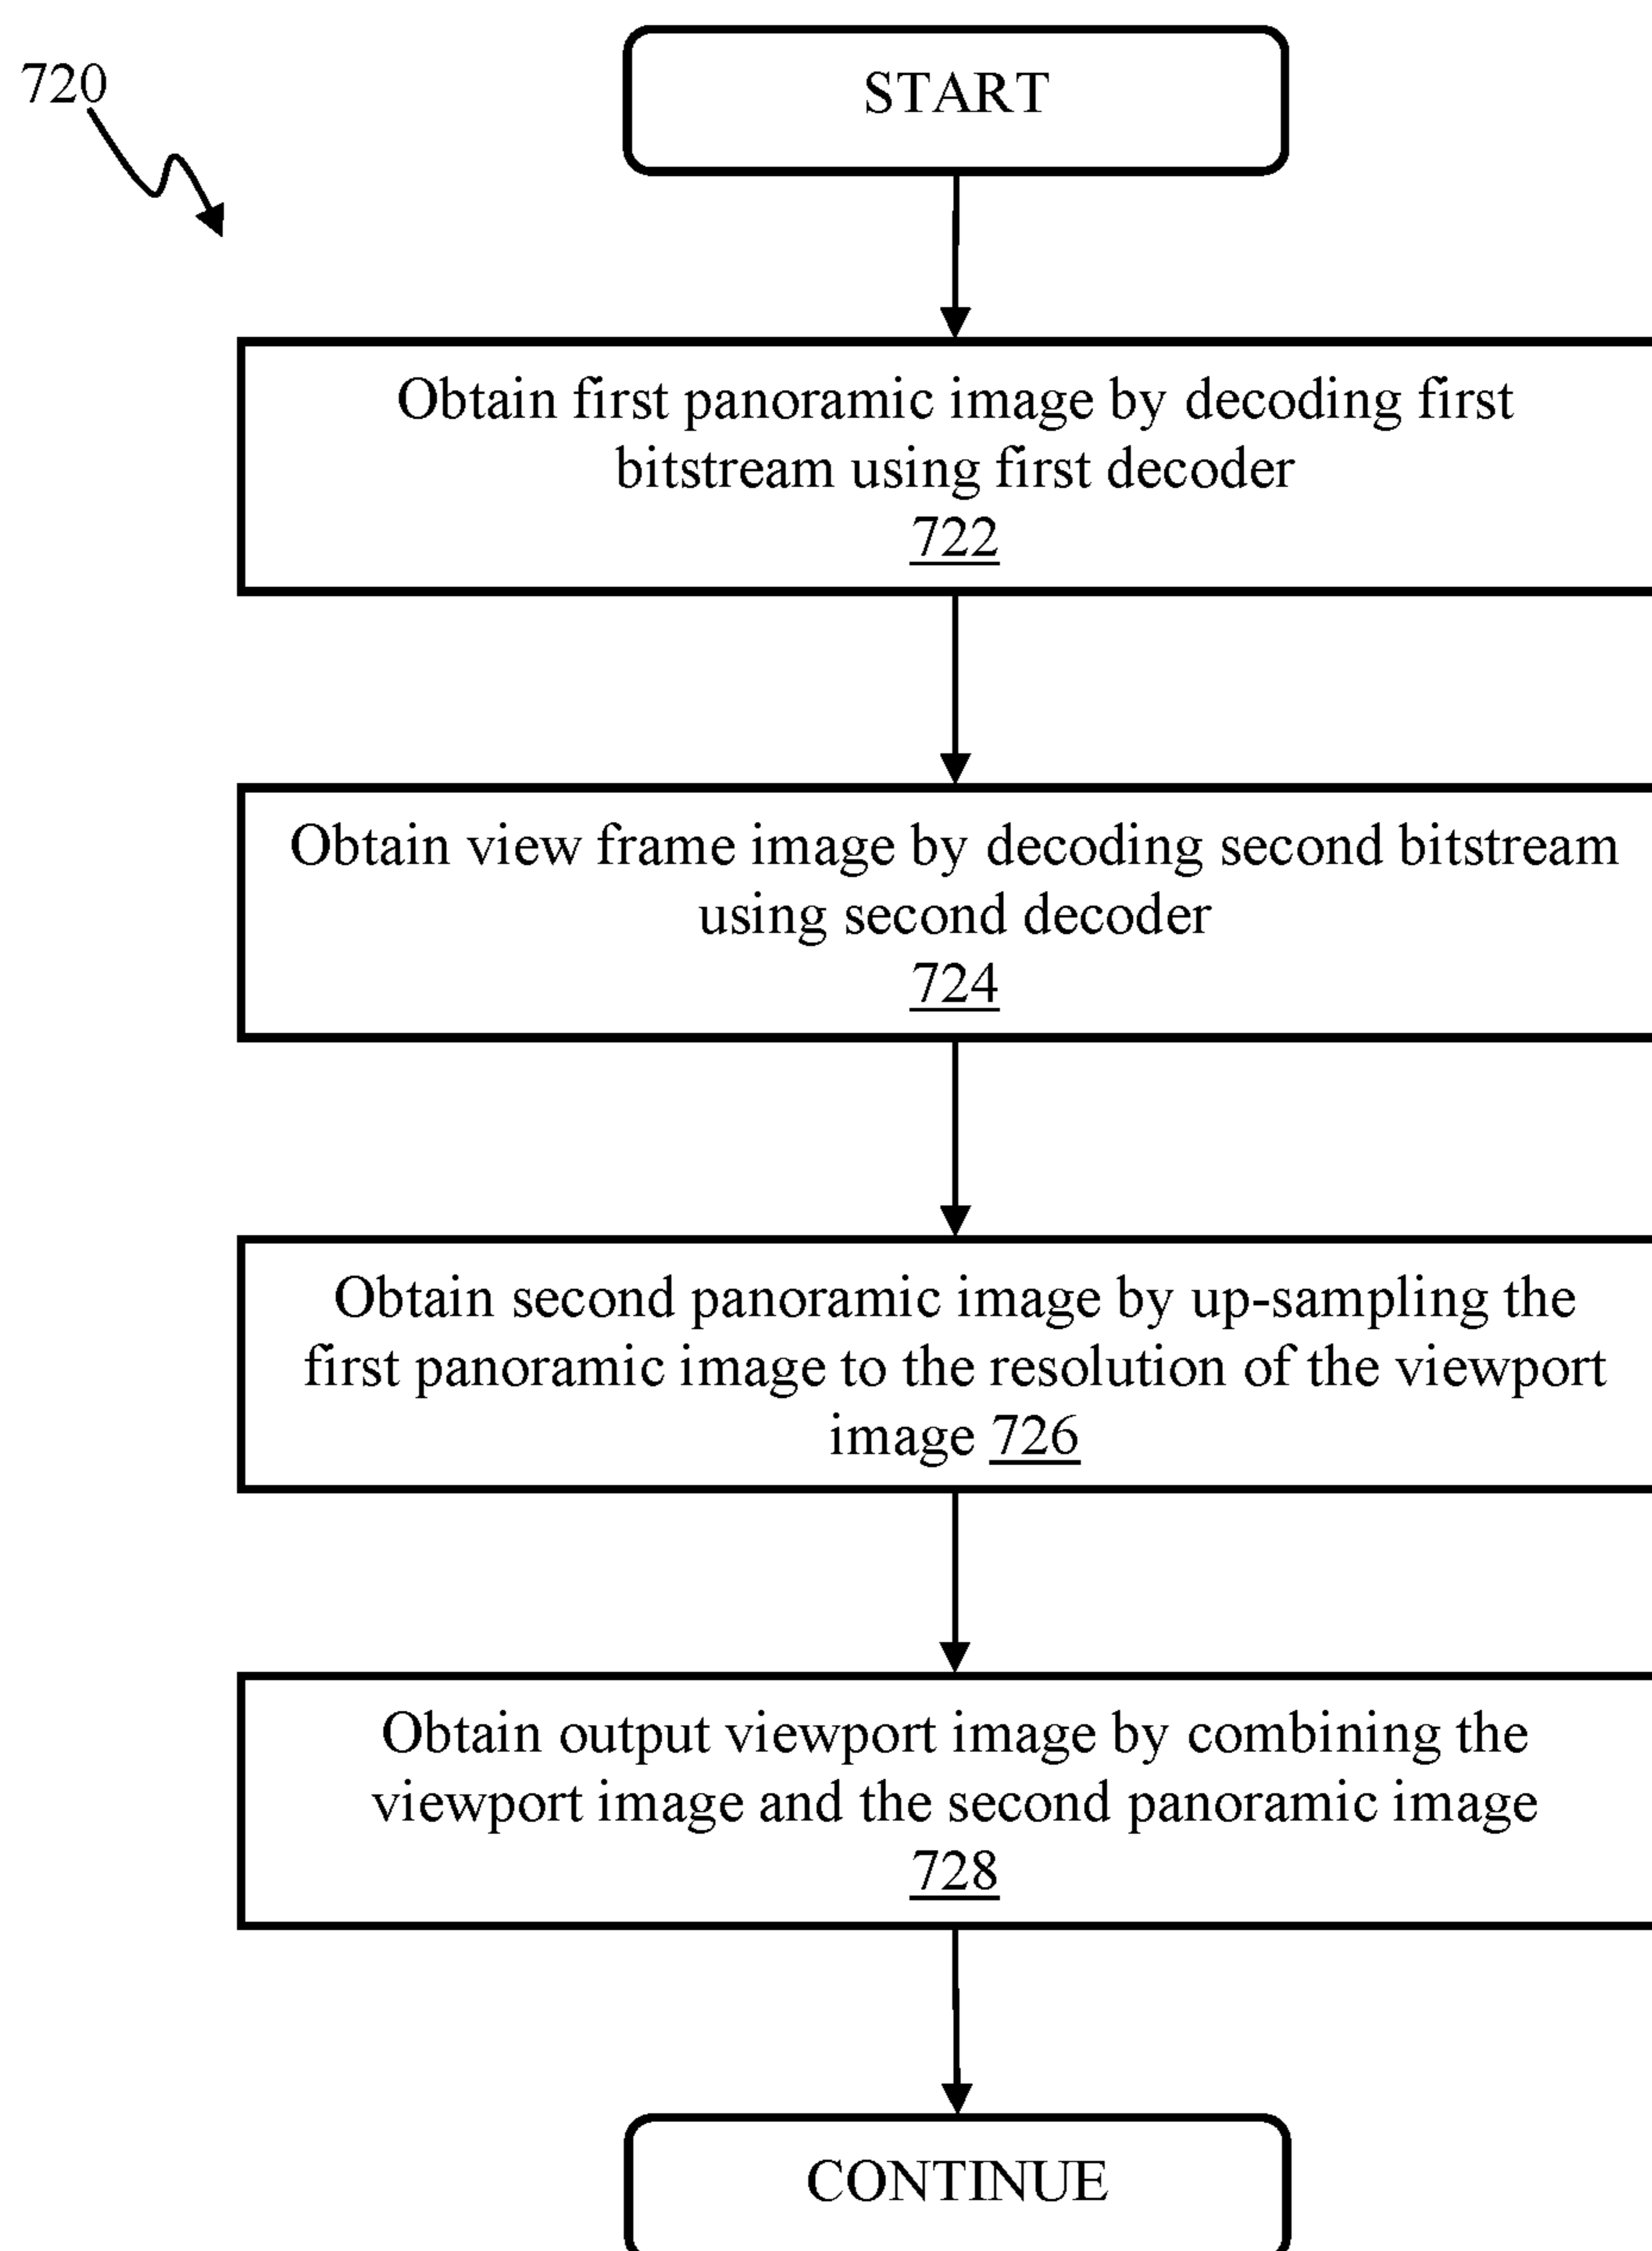 720
START
Obtain first panoramic image by decoding first
bitstream using first decoder
722
Obtain view frame image by decoding second bitstream
using second decoder
724
Obtain second panoramic image by up-sampling the
first panoramic image to the resolution of the viewport
image 726
Obtain output viewport image by combining the
viewport image and the second panoramic image
728
CONTINUE